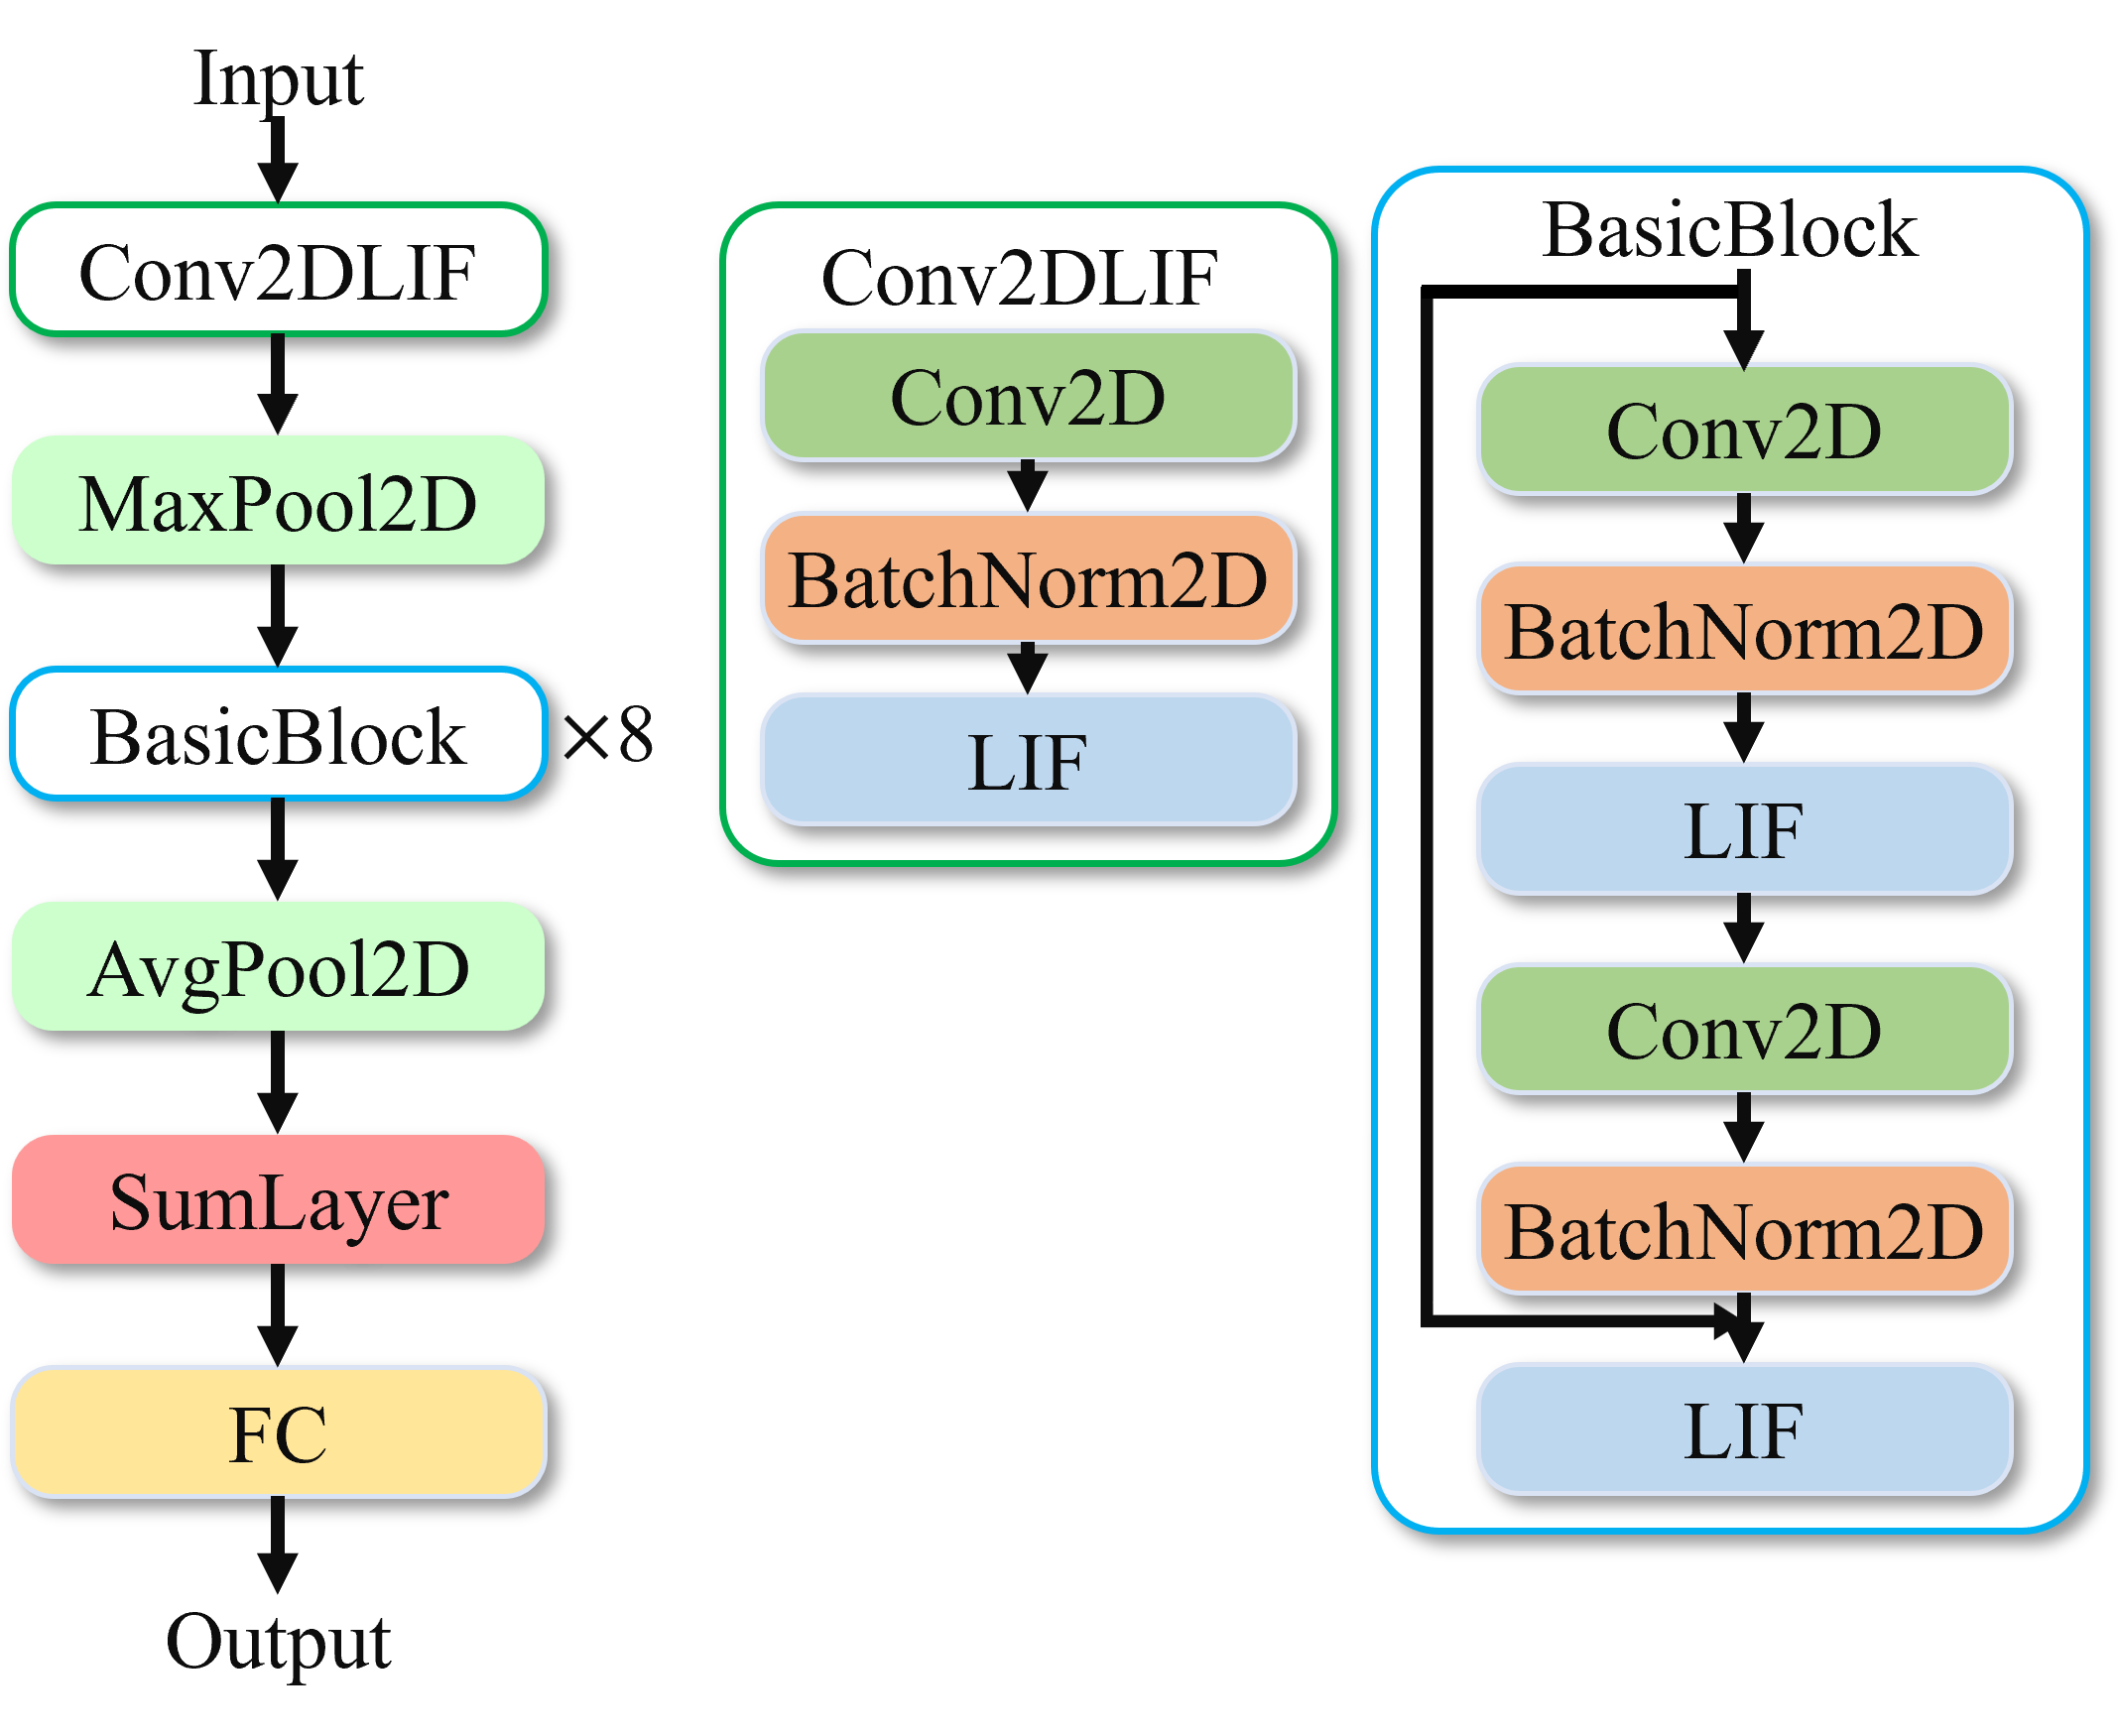 Input
Conv2DLIF
MaxPool2D
BasicBlock ×8
AvgPool2D
SumLayer
FC
Output
Conv2DLIF
Conv2D
BatchNorm2D
LIF
BasicBlock
Conv2D
BatchNorm2D
LIF
Conv2D
BatchNorm2D
LIF